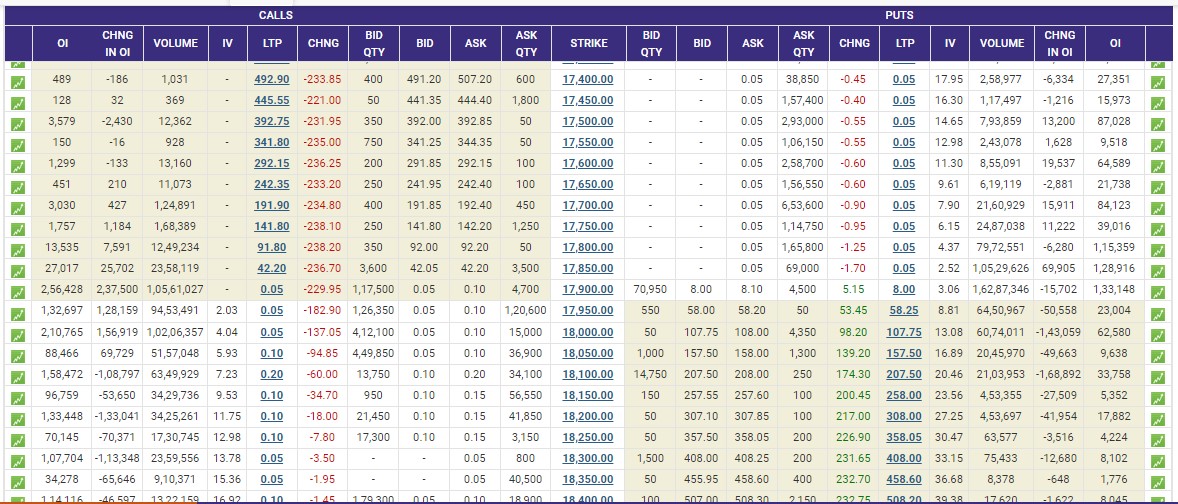 CALLS PUTS
OI CHNG IN OI VOLUME IV LTP CHNG BID QTY BID ASK ASK QTY STRIKE BID QTY BID ASK ASK QTY CHNG LTP IV VOLUME CHNG IN OI OI
489 -186 1,031 - 492.90 -233.85 400 491.20 507.20 600 17,400.00 - - 0.05 38,850 -0.45 0.05 17.95 2,58,977 -6,334 27,351
128 32 369 - 445.55 -221.00 50 441.35 444.40 1,800 17,450.00 - - 0.05 1,57,400 -0.40 0.05 16.30 1,17,497 -1,216 15,973
3,579 -2,430 12,362 - 392.75 -231.95 350 392.00 392.85 50 17,500.00 - - 0.05 2,93,000 -0.55 0.05 14.65 7,93,859 13,200 87,028
150 -16 928 - 341.80 -235.00 750 341.25 344.35 50 17,550.00 - - 0.05 1,06,150 -0.55 0.05 12.98 2,43,078 1,628 9,518
1,299 -133 13,160 - 292.15 -236.25 200 291.85 292.15 100 17,600.00 - - 0.05 2,58,700 -0.60 0.05 11.30 8,55,091 19,537 64,589
451 210 11,073 - 242.35 -233.20 250 241.95 242.40 100 17,650.00 - - 0.05 1,56,550 -0.60 0.05 9.61 6,19,119 -2,881 21,738
3,030 427 1,24,891 - 191.90 -234.80 400 191.85 192.40 450 17,700.00 - - 0.05 6,53,600 -0.90 0.05 7.90 21,60,929 15,911 84,123
1,757 1,184 1,68,389 - 141.80 -238.10 250 141.80 142.20 1,250 17,750.00 - - 0.05 1,14,750 -0.95 0.05 6.15 24,87,038 11,222 39,016
13,535 7,591 12,49,234 - 91.80 -238.20 350 92.00 92.20 50 17,800.00 - - 0.05 1,65,800 -1.25 0.05 4.37 79,72,551 -6,280 1,15,359
27,017 25,702 23,58,119 - 42.20 -236.70 3,600 42.05 42.20 3,500 17,850.00 - - 0.05 69,000 -1.70 0.05 2.52 1,05,29,626 69,905 1,28,916
2,56,428 2,37,500 1,05,61,027 - 0.05 -229.95 1,17,500 0.05 0.10 4,700 17,900.00 70,950 8.00 8.10 4,500 5.15 8.00 3.06 1,62,87,346 -15,702 1,33,148
1,32,697 1,28,159 94,53,491 2.03 0.05 -182.90 1,26,350 0.05 0.10 1,20,600 17,950.00 550 58.00 58.20 50 53.45 58.25 8.81 64,50,967 -50,558 23,004
2,10,765 1,56,919 1,02,06,357 4.04 0.05 -137.05 4,12,100 0.05 0.10 15,000 18,000.00 50 107.75 108.00 4,350 98.20 107.75 13.08 60,74,011 -1,43,059 62,580
88,466 69,729 51,57,048 5.93 0.10 -94.85 4,49,850 0.05 0.10 36,900 18,050.00 1,000 157.50 158.00 1,300 139.20 157.50 16.89 20,45,970 -49,663 9,638
1,58,472 -1,08,797 63,49,929 7.23 0.20 -60.00 13,750 0.10 0.20 34,100 18,100.00 14,750 207.50 208.00 250 174.30 207.50 20.46 21,03,953 -1,68,892 33,758
96,759 -53,650 34,29,736 9.53 0.10 -34.70 950 0.10 0.15 56,550 18,150.00 150 257.55 257.60 100 200.45 258.00 23.56 4,53,355 -27,509 5,352
1,33,448 -1,33,041 34,25,261 11.75 0.10 -18.00 21,450 0.10 0.15 41,850 18,200.00 50 307.10 307.85 100 217.00 308.00 27.25 4,53,697 -41,954 17,882
70,145 -70,371 17,30,745 12.98 0.10 -7.80 17,300 0.10 0.15 3,150 18,250.00 50 357.50 358.05 200 226.90 358.05 30.47 63,577 -3,516 4,224
1,07,704 -1,13,348 23,59,556 13.78 0.05 -3.50 - - 0.05 800 18,300.00 1,500 408.00 408.25 200 231.65 408.00 33.15 75,433 -12,680 8,102
34,278 -65,646 9,10,371 15.36 0.05 -1.95 - - 0.05 40,500 18,350.00 50 455.95 458.60 400 232.70 458.60 36.68 8,378 -648 1,776
1,14,116 -46,597 13,22,159 16.92 0.10 -1.45 1,79,300 0.05 0.10 18,900 18,400.00 100 507.00 508.30 2,150 232.75 508.20 39.38 17,620 -1,622 8,045